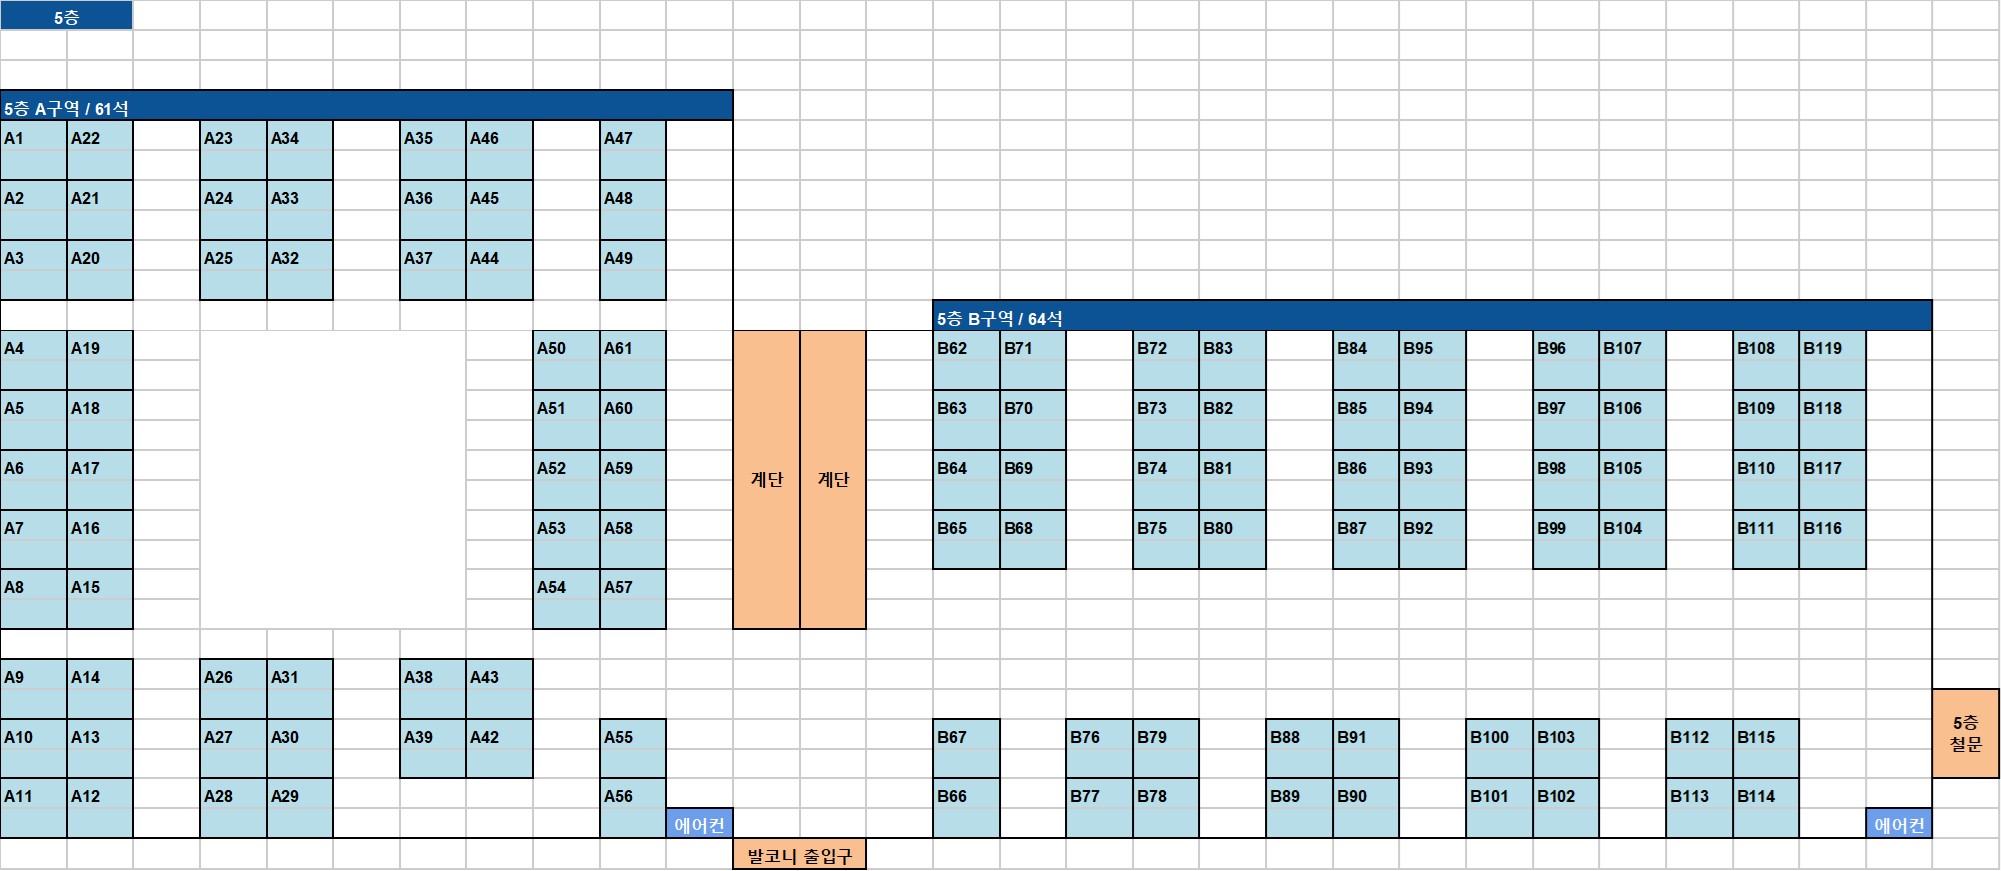 5층
5층 A구역 / 61석
A1 A22 A23 A34 A35 A46 A47
A2 A21 A24 A33 A36 A45 A48
A3 A20 A25 A32 A37 A44 A49
5층 B구역 / 64석
A4 A19 A50 A61 B62 B71 B72 B83 B84 B95 B96 B107 B108 B119
A5 A18 A51 A60 B63 B70 B73 B82 B85 B94 B97 B106 B109 B118
A6 A17 A52 A59 계단 계단 B64 B69 B74 B81 B86 B93 B98 B105 B110 B117
A7 A16 A53 A58 B65 B68 B75 B80 B87 B92 B99 B104 B111 B116
A8 A15 A54 A57
A9 A14 A26 A31 A38 A43
A10 A13 A27 A30 A39 A42 A55 B67 B76 B79 B88 B91 B100 B103 B112 B115 5층
철문
A11 A12 A28 A29 A56 B66 B77 B78 B89 B90 B101 B102 B113 B114
에어컨 에어컨
발코니 출입구